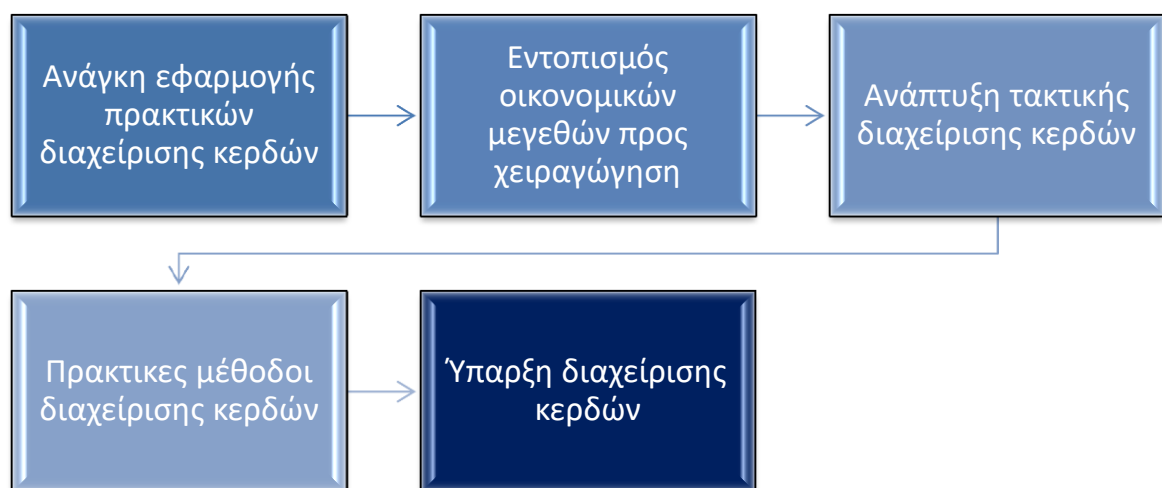 Ανάγκη εφαρμογής
πρακτικών
διαχείρισης κερδών
Εντοπισμός
οικονομικών
μεγεθών προς
χειραγώγηση
Ανάπτυξη τακτικής
διαχείρισης κερδών
Πρακτικες μέθοδοι
διαχείρισης κερδών
Ύπαρξη διαχείρισης
κερδών